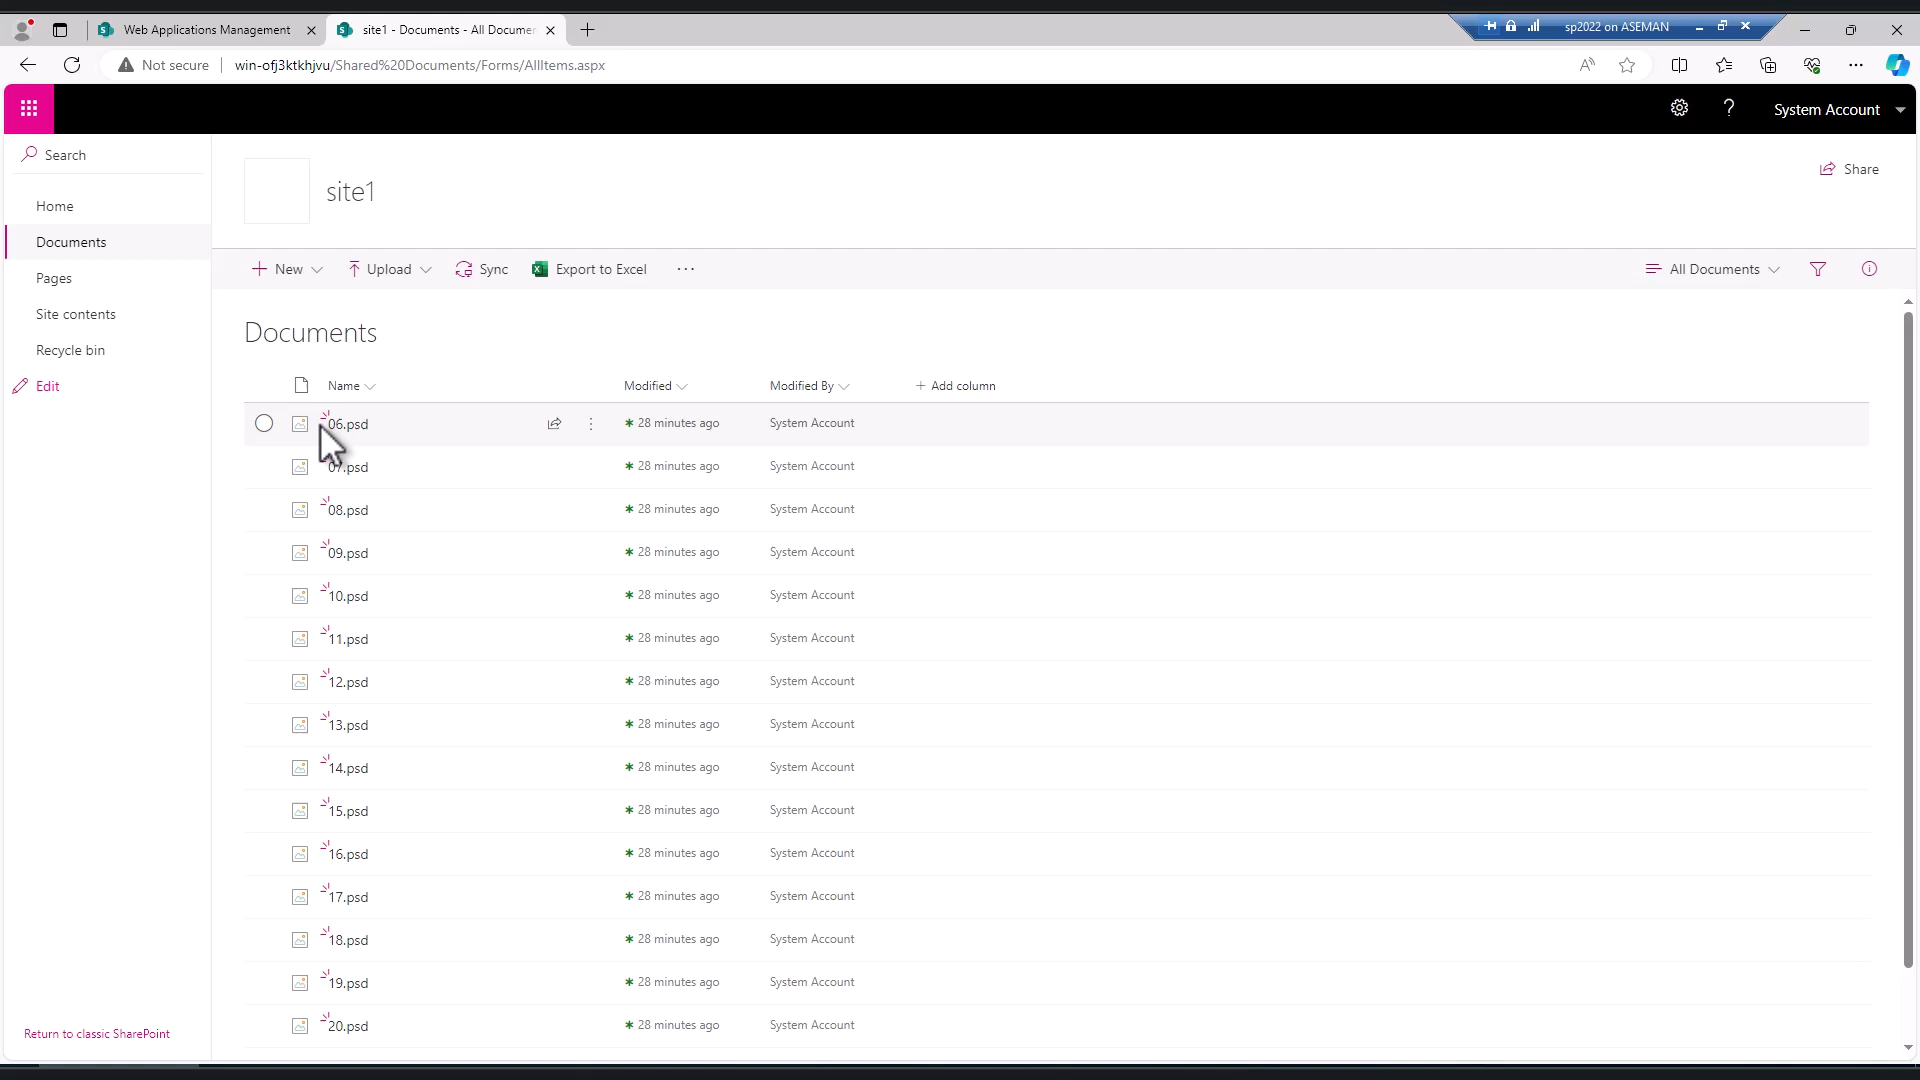 Web Applications Management
site1 - Documents - All Documer
sp2022 on ASEMAN
Not secure
win-ofj3ktkhjvu/Shared%20Documents/Forms/AllItems.aspx
System Account
Search
Home
Documents
Pages
Site contents
Recycle bin
Edit
Return to classic SharePoint
site1
Share
New
Upload
Sync
Export to Excel
All Documents
Documents
Name
Modified
Modified By
Add column
06.psd 28 minutes ago System Account
07.psd 28 minutes ago System Account
08.psd 28 minutes ago System Account
09.psd 28 minutes ago System Account
10.psd 28 minutes ago System Account
11.psd 28 minutes ago System Account
12.psd 28 minutes ago System Account
13.psd 28 minutes ago System Account
14.psd 28 minutes ago System Account
15.psd 28 minutes ago System Account
16.psd 28 minutes ago System Account
17.psd 28 minutes ago System Account
18.psd 28 minutes ago System Account
19.psd 28 minutes ago System Account
20.psd 28 minutes ago System Account